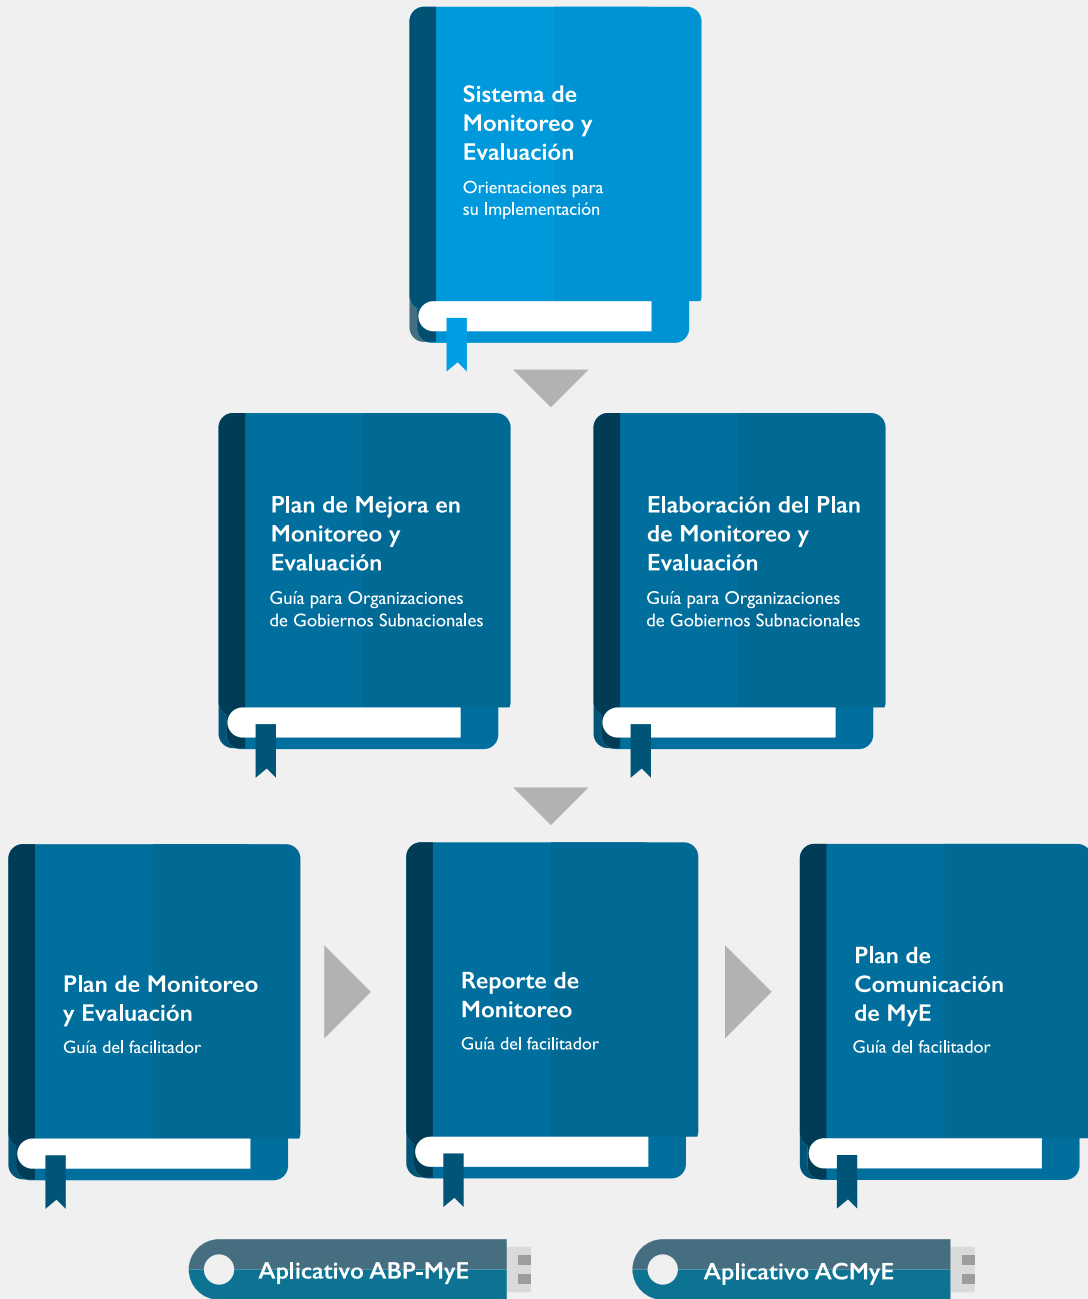 Sistema de
Monitoreo y
Evaluación
Orientaciones para
su Implementación
Plan de Mejora en
Monitoreo y
Evaluación
Guía para Organizaciones
de Gobiernos Subnacionales
Elaboración del Plan
de Monitoreo y
Evaluación
Guía para Organizaciones
de Gobiernos Subnacionales
Plan de Monitoreo
y Evaluación
Guía del facilitador
Reporte de
Monitoreo
Guía del facilitador
Plan de
Comunicación
de MyE
Guía del facilitador
Aplicativo ABP-MyE
Aplicativo ACMyE